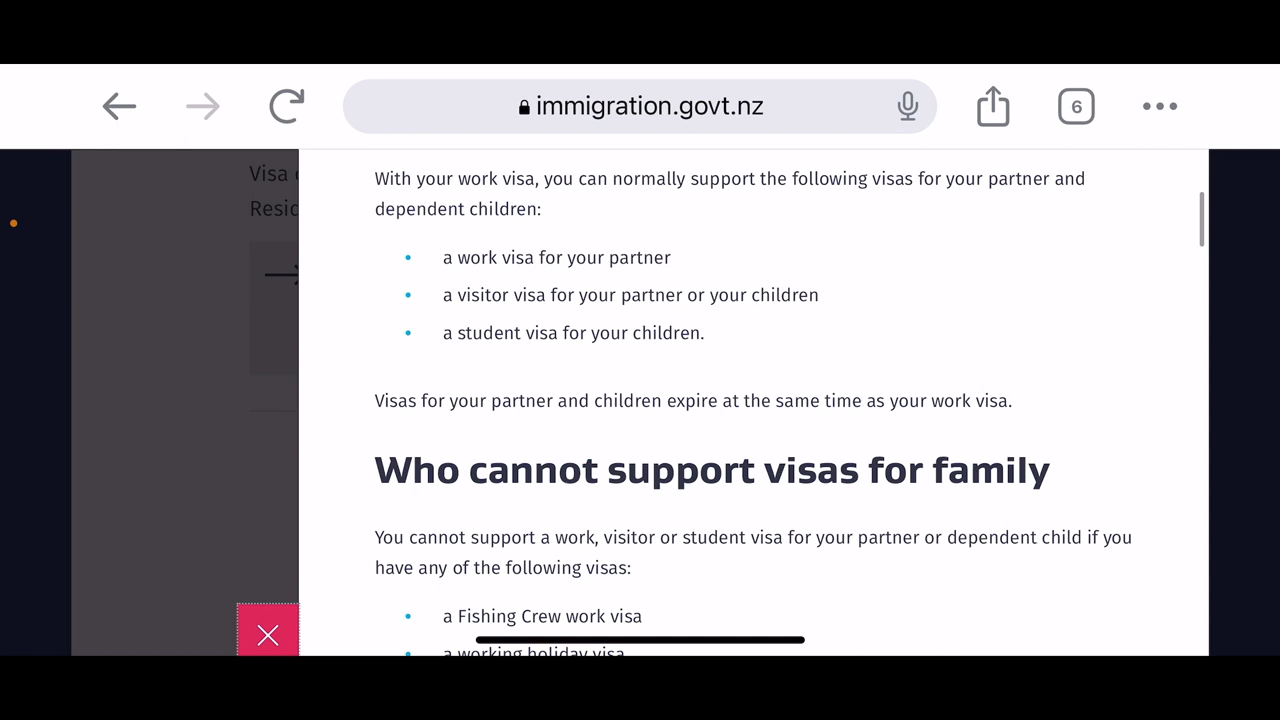 immigration.govt.nz
6
Visa
Resid
With your work visa, you can normally support the following visas for your partner and
dependent children:
• a work visa for your partner
• a visitor visa for your partner or your children
• a student visa for your children.
Visas for your partner and children expire at the same time as your work visa.
Who cannot support visas for family
You cannot support a work, visitor or student visa for your partner or dependent child if you
have any of the following visas:
• a Fishing Crew work visa
• a working holiday visa